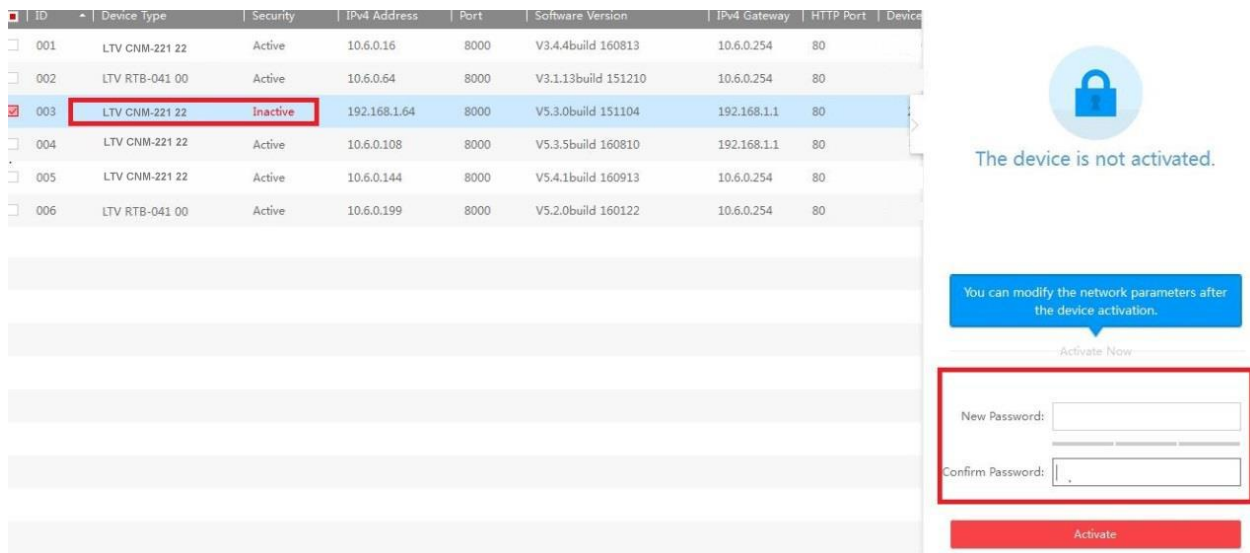 ID | Device Type | Security | IPv4 Address | Port | Software Version | IPv4 Gateway | HTTP Port | Device
001 LTV CNM-221 22 Active 10.6.0.16 8000 V3.4.4build 160813 10.6.0.254 80
002 LTV RTB-041 00 Active 10.6.0.64 8000 V3.1.13build 151210 10.6.0.254 80
003 LTV CNM-221 22 Inactive 192.168.1.64 8000 V5.3.0build 151104 192.168.1.1 80
004 LTV CNM-221 22 Active 10.6.0.108 8000 V5.3.5build 160810 192.168.1.1 80
005 LTV CNM-221 22 Active 10.6.0.144 8000 V5.4.1build 160913 10.6.0.254 80
006 LTV RTB-041 00 Active 10.6.0.199 8000 V5.2.0build 160122 10.6.0.254 80
The device is not activated.
You can modify the network parameters after
the device activation.
Activate Now
New Password:
Confirm Password:
Activate